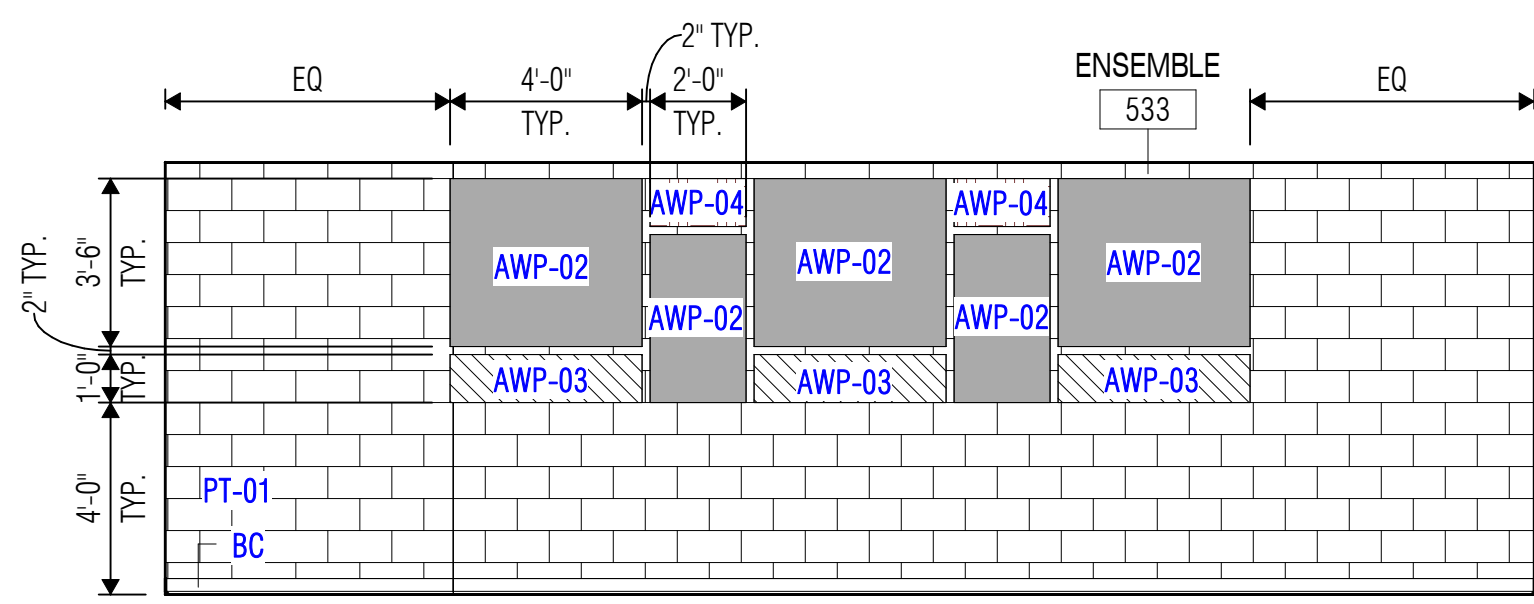 2" TYP.
EQ
4'-0"
TYP.
2'-0"
TYP.
ENSEMBLE
533
EQ
3'-6"
TYP.
2" TYP.
1'-0"
TYP.
4'-0"
TYP.
AWP-04
AWP-04
AWP-02
AWP-02
AWP-02
AWP-02
AWP-02
AWP-03
AWP-03
AWP-03
PT-01
BC